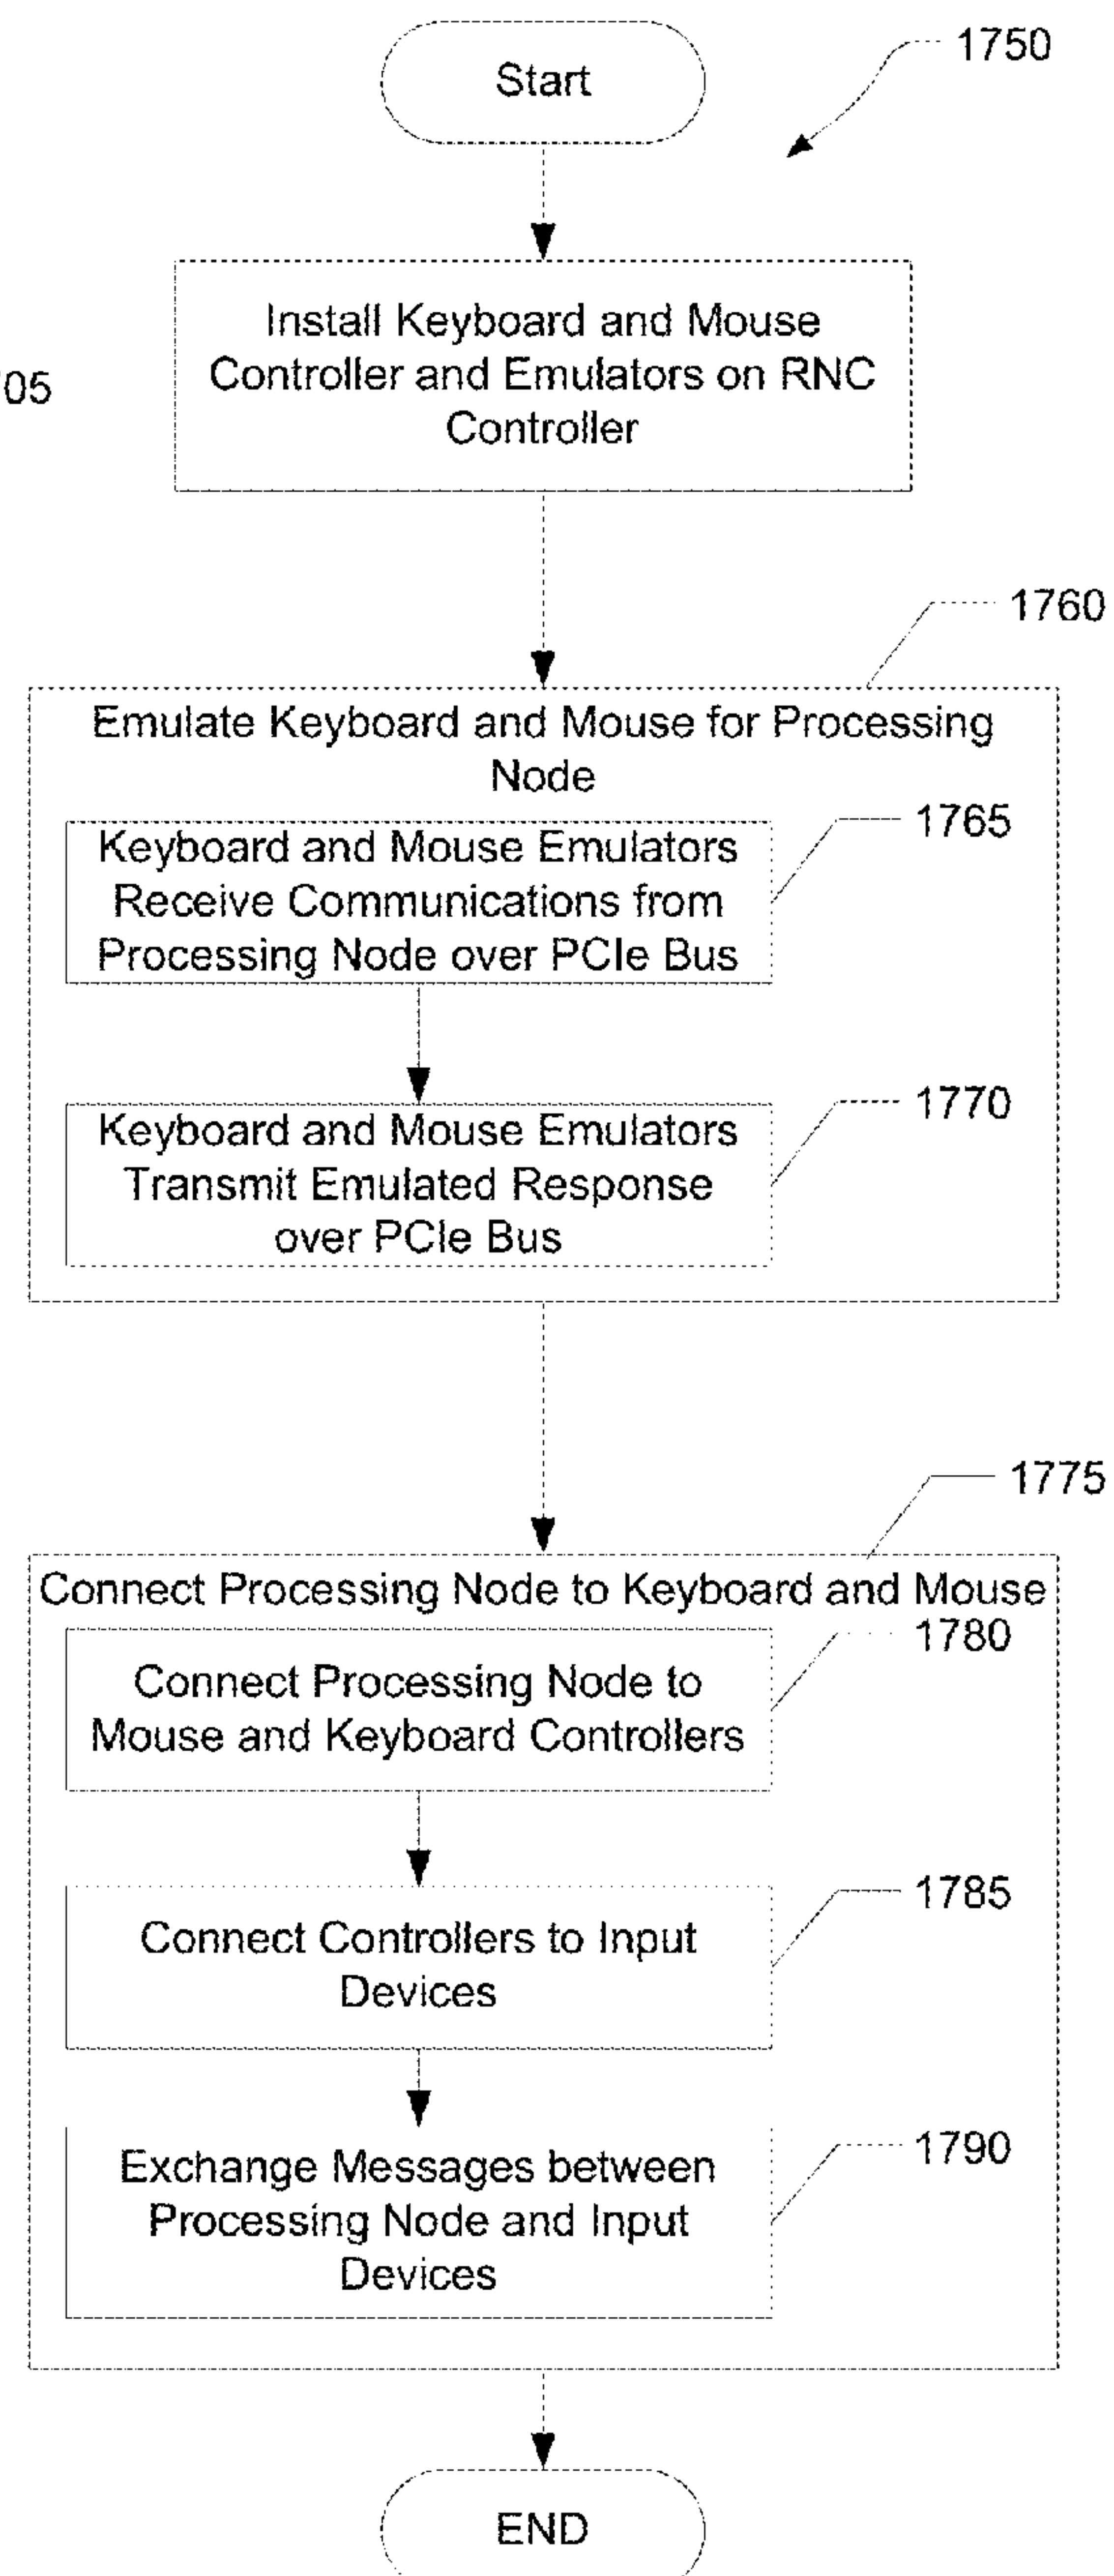 Start
1750
Install Keyboard and Mouse
Controller and Emulators on RNC
Controller
05
1760
Emulate Keyboard and Mouse for Processing
Node
1765
Keyboard and Mouse Emulators
Receive Communications from
Processing Node over PCIe Bus
1770
Keyboard and Mouse Emulators
Transmit Emulated Response
over PCIe Bus
1775
Connect Processing Node to Keyboard and Mouse
1780
Connect Processing Node to
Mouse and Keyboard Controllers
1785
Connect Controllers to Input
Devices
1790
Exchange Messages between
Processing Node and Input
Devices
END